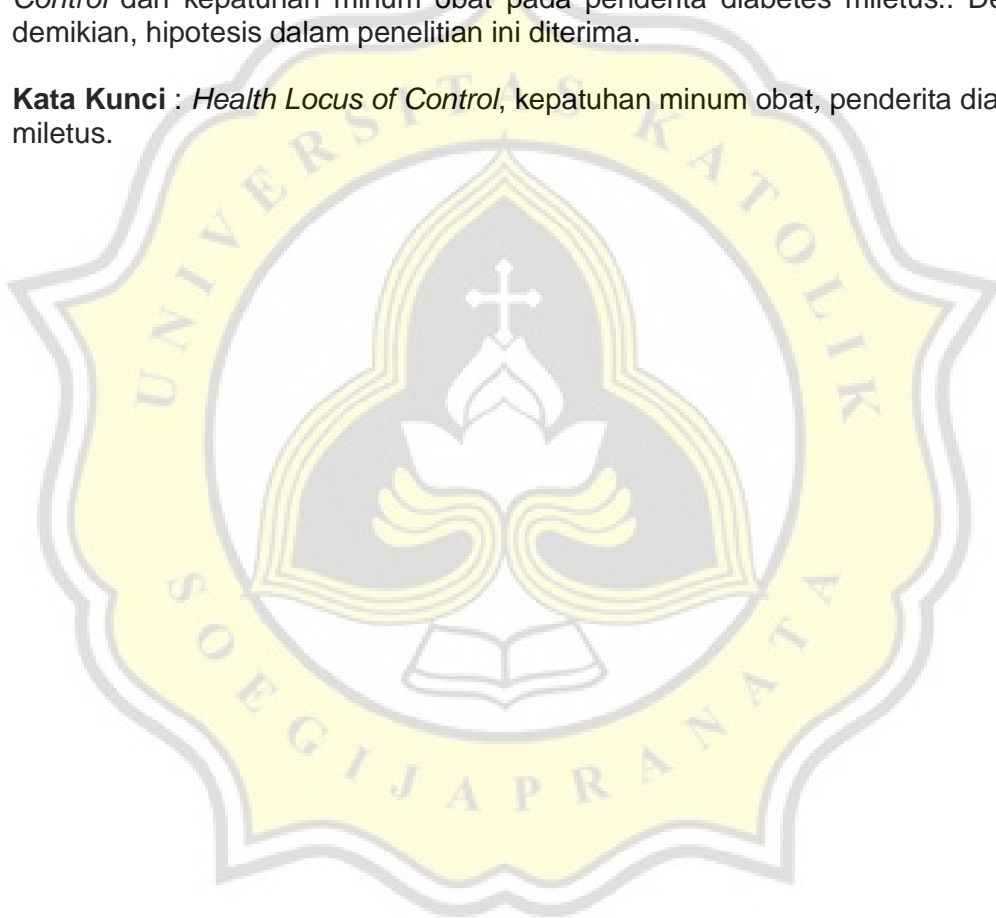 Control dan kepatuhan minum obat pada penderita diabetes miletus.. De
demikian, hipotesis dalam penelitian ini diterima.
Kata Kunci : Health Locus of Control, kepatuhan minum obat, penderita dia
miletus.
UNIVERSITAS KATOLIK
SOEGIJAPRANATA